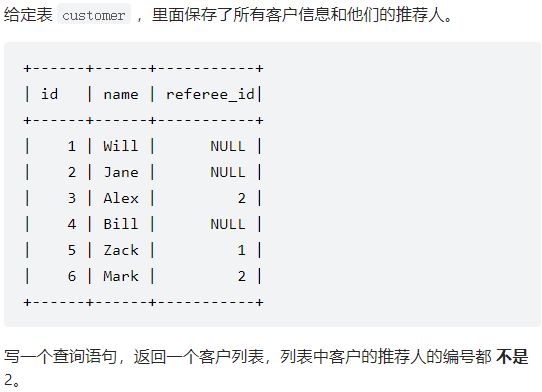 给定表 customer ，里面保存了所有客户信息和他们的推荐人。
+------+------+-----------+
| id   | name | referee_id|
+------+------+-----------+
|    1 | Will |      NULL |
|    2 | Jane |      NULL |
|    3 | Alex |         2 |
|    4 | Bill |      NULL |
|    5 | Zack |         1 |
|    6 | Mark |         2 |
+------+------+-----------+
写一个查询语句，返回一个客户列表，列表中客户的推荐人的编号都 不是
2。